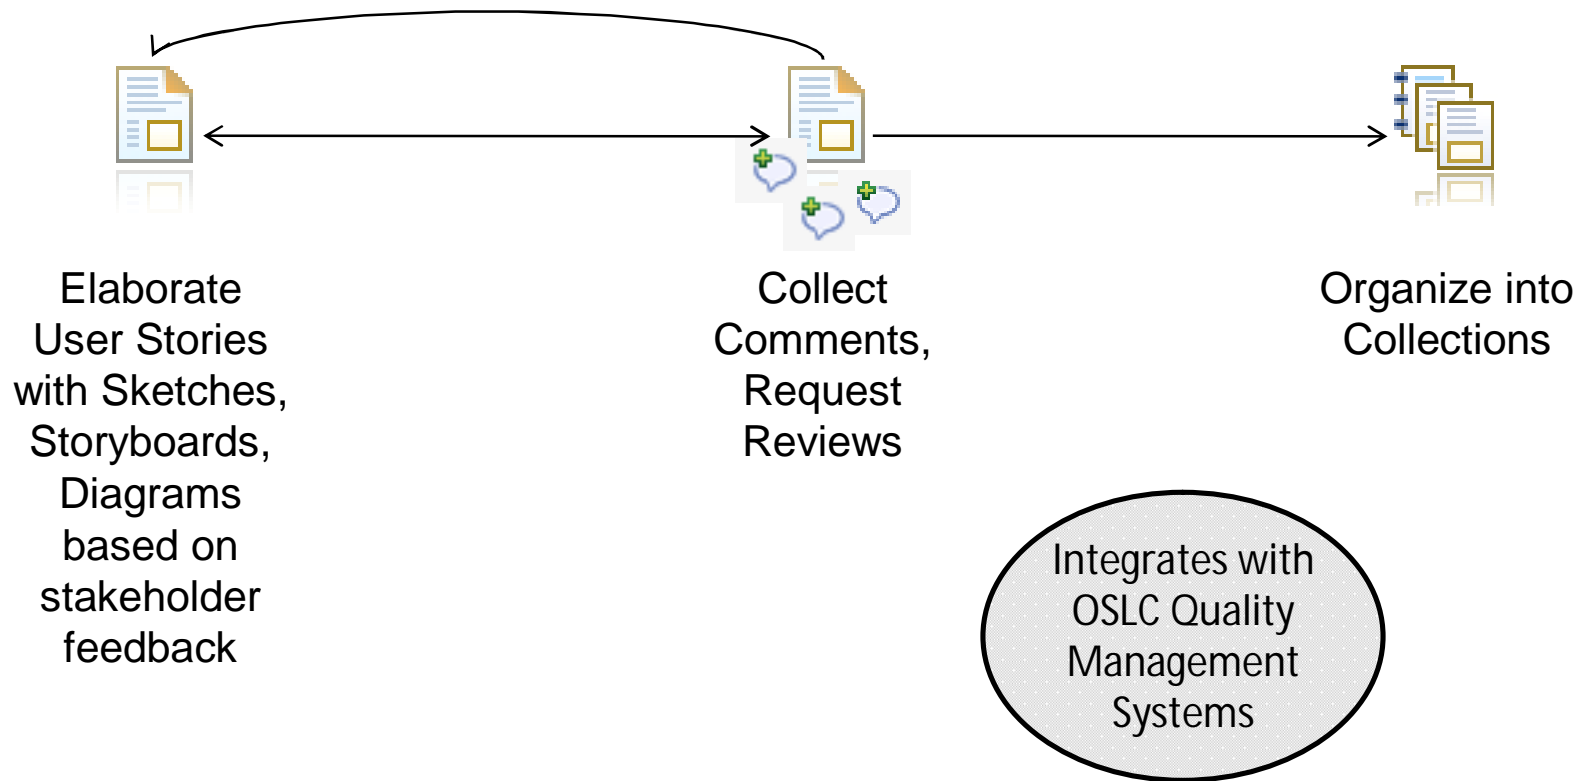 Elaborate
User Stories
with Sketches,
Storyboards,
Diagrams
based on
stakeholder
feedback
Collect
Comments,
Request
Reviews
Organize into
Collections
Integrates with
OSLC Quality
Management
Systems